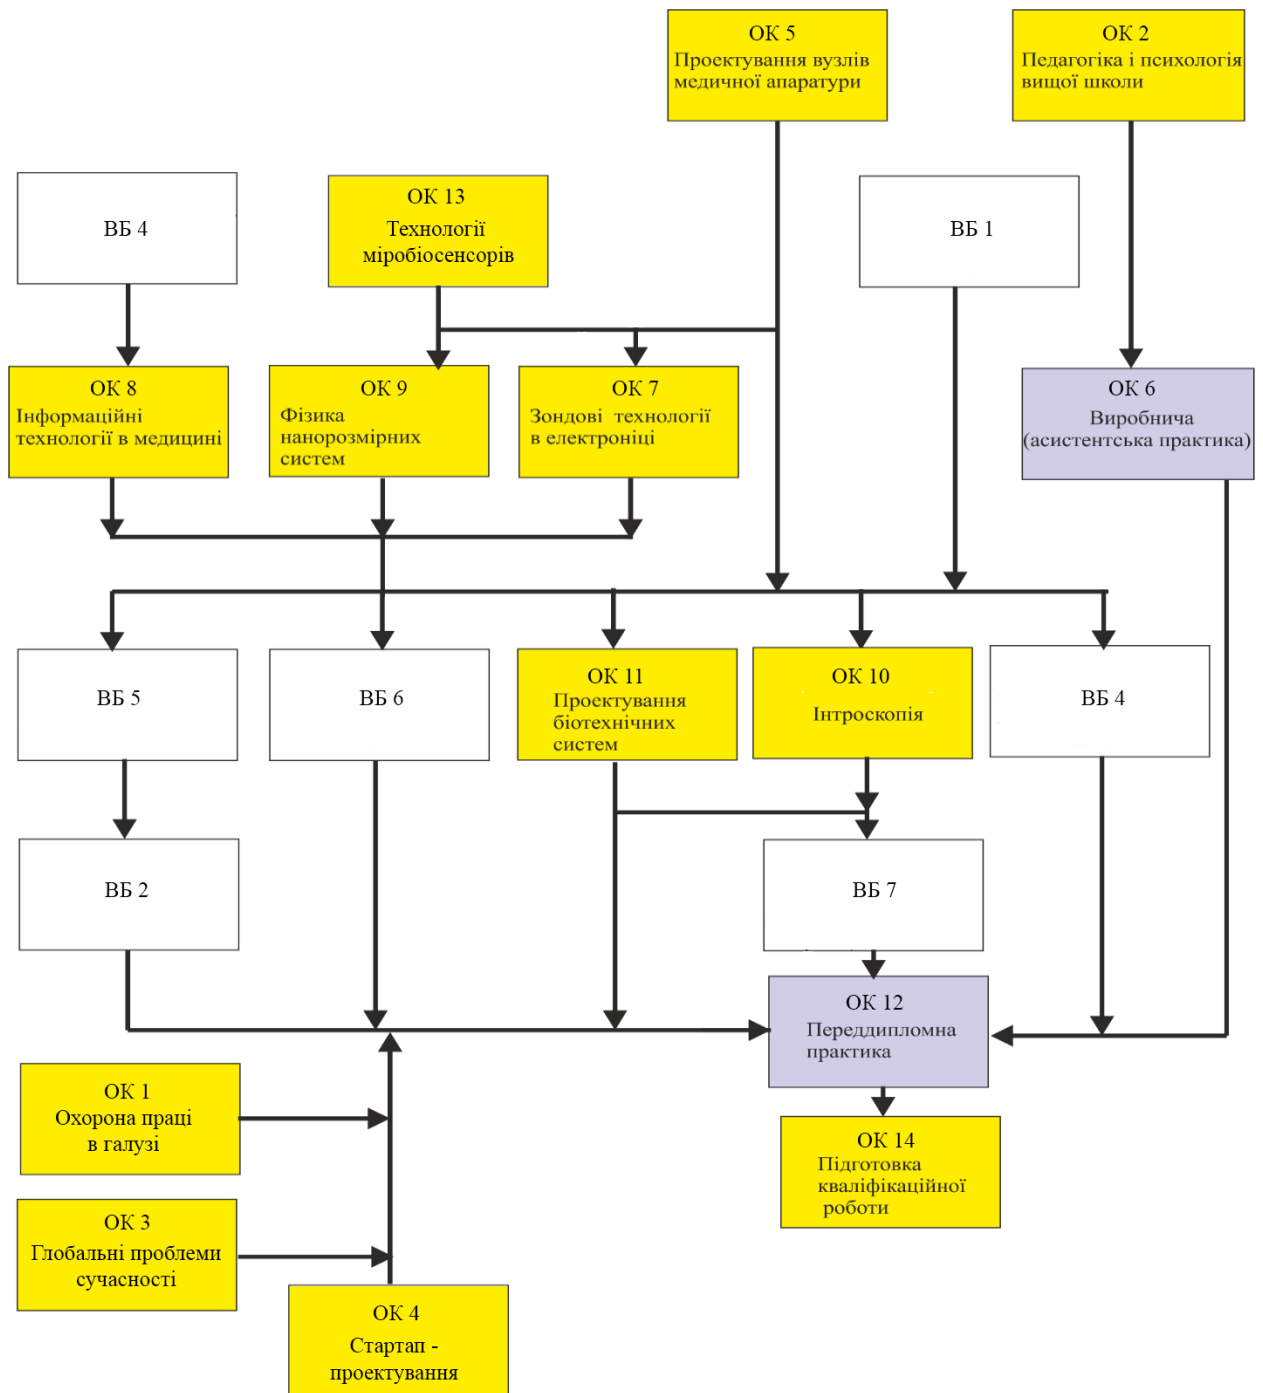 ОК 5
Проектування вузлів
медичної апаратури
ОК 2
Педагогіка і психологія
вищої школи
ВБ 4
ОК 13
Технології
міробіосенсорів
ВБ 1
ОК 8
Інформаційні
технології в медицині
ОК 9
Фізика
нанорозмірних
систем
ОК 7
Зондові технології
в електроніці
ОК 6
Виробнича
(асистентська практика)
ВБ 5
ВБ 6
ОК 11
Проектування
біотехнічних
систем
ОК 10
Інтроскопія
ВБ 4
ВБ 2
ВБ 7
ОК 12
Переддипломна
практика
ОК 1
Охорона праці
в галузі
ОК 14
Підготовка
кваліфікаційної
роботи
ОК 3
Глобальні проблеми
сучасності
ОК 4
Стартап -
проектування